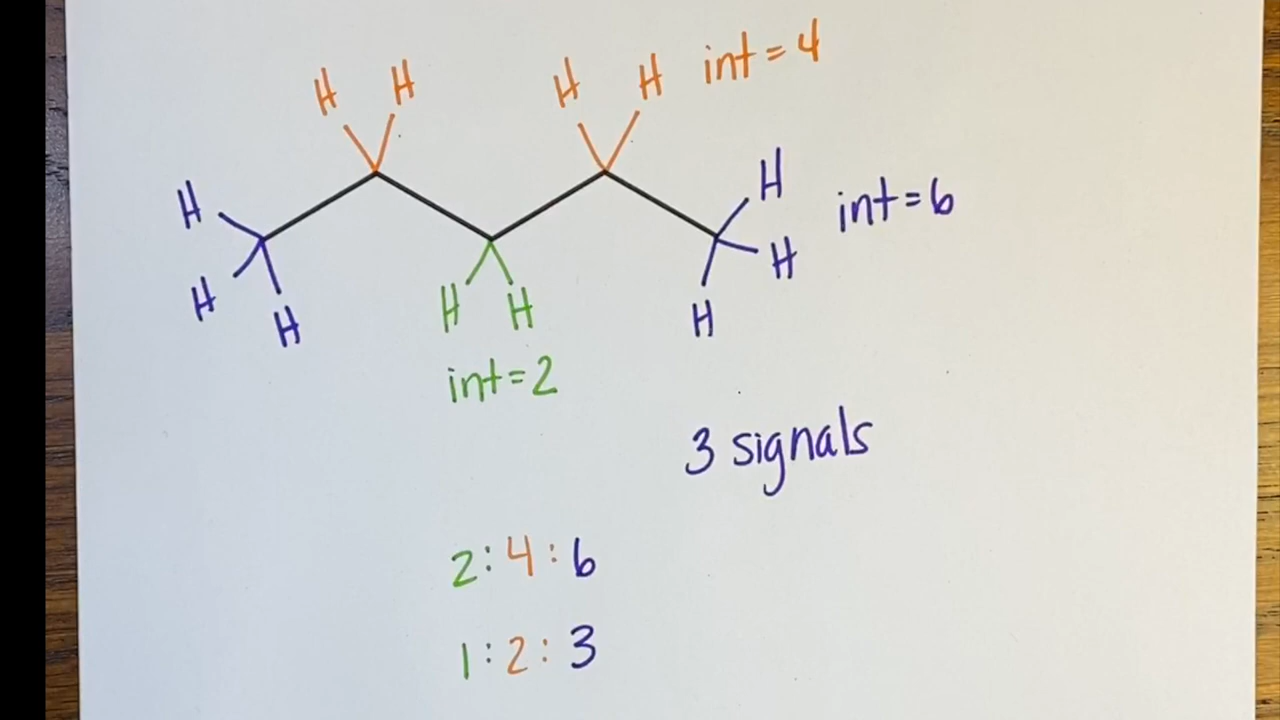 H H H H int = 4
H H int = 6
H H
H H H H
int = 2
3 signals
2 : 4 : 6
1 : 2 : 3